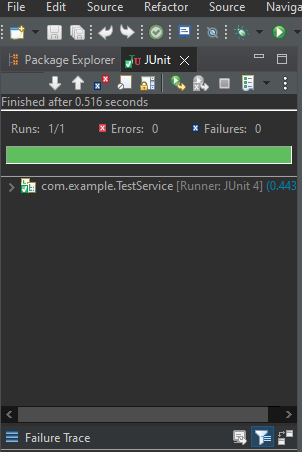 File Edit Source Refactor Source Navig
Package Explorer JUnit
Finished after 0.516 seconds
Runs: 1/1 Errors: 0 Failures: 0
com.example.TestService [Runner: JUnit 4] (0.443
Failure Trace